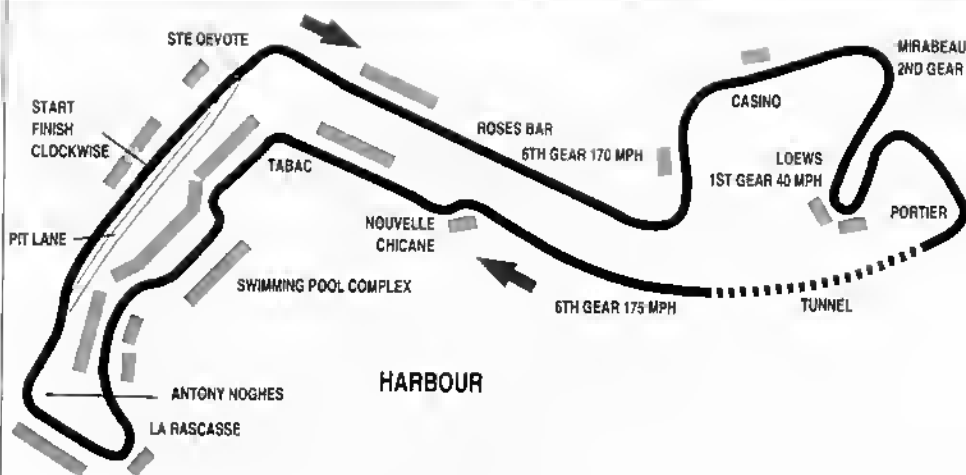 STE DEVOTE
START
FINISH
CLOCKWISE
PIT LANE
ROSES BAR
6TH GEAR 170 MPH
CASINO
MIRABEAU
2ND GEAR
LOEWS
1ST GEAR 40 MPH
PORTIER
TUNNEL
6TH GEAR 175 MPH
NOUVELLE
CHICANE
TABAC
SWIMMING POOL COMPLEX
HARBOUR
ANTONY NOGHES
LA RASCASSE